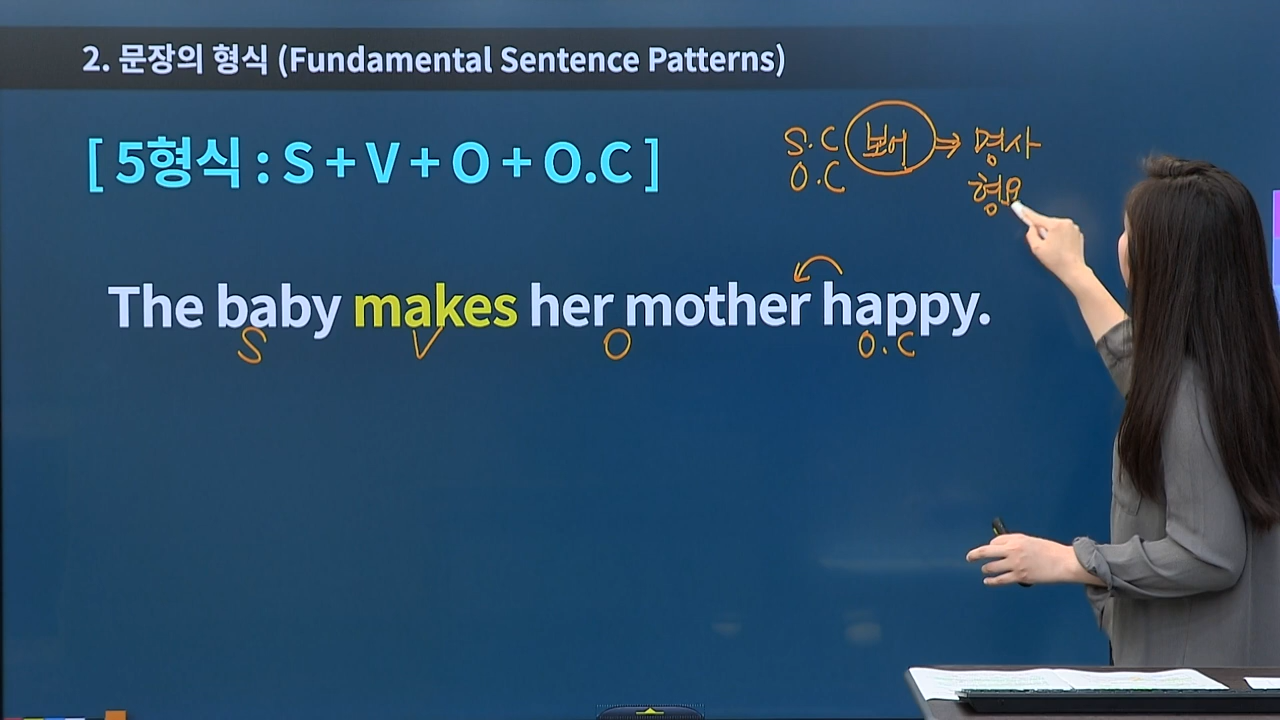 2. 문장의 형식 (Fundamental Sentence Patterns)
[ 5형식 : S + V + O + O.C ]
S.C 보어 ⇒ 명사
O.C 형용
The baby makes her mother happy.
S V O O.C